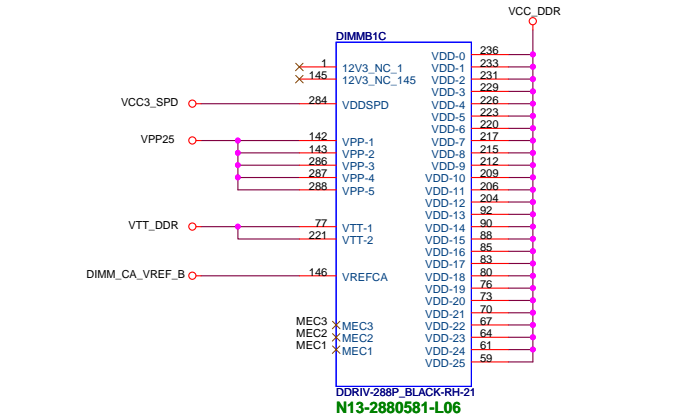 VCC_DDR
DIMMB1C
1 12V3_NC_1
145 12V3_NC_145
VCC3_SPD 284 VDDSPD
VPP25 142 VPP-1
143 VPP-2
286 VPP-3
287 VPP-4
288 VPP-5
VTT_DDR 77 VTT-1
221 VTT-2
DIMM_CA_VREF_B 146 VREFCA
MEC3 MEC3
MEC2 MEC2
MEC1 MEC1
VDD-0 236
VDD-1 233
VDD-2 231
VDD-3 229
VDD-4 226
VDD-5 223
VDD-6 220
VDD-7 217
VDD-8 215
VDD-9 212
VDD-10 209
VDD-11 206
VDD-12 204
VDD-13 92
VDD-14 90
VDD-15 88
VDD-16 85
VDD-17 83
VDD-18 80
VDD-19 76
VDD-20 73
VDD-21 70
VDD-22 67
VDD-23 64
VDD-24 61
VDD-25 59
DDRIV-288P_BLACK-RH-21
N13-2880581-L06